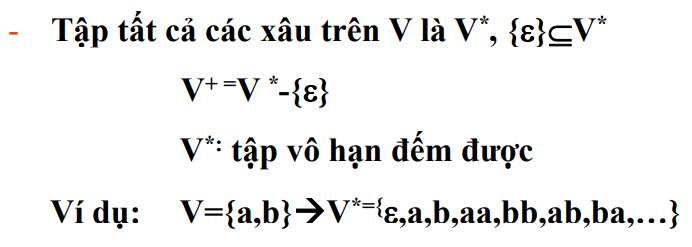 - Tập tất cả các xâu trên V là V*, {ε}⊆V*
V+ =V *-{ε}
V*: tập vô hạn đếm được
Ví dụ: V={a,b}→V*={ε,a,b,aa,bb,ab,ba,…}